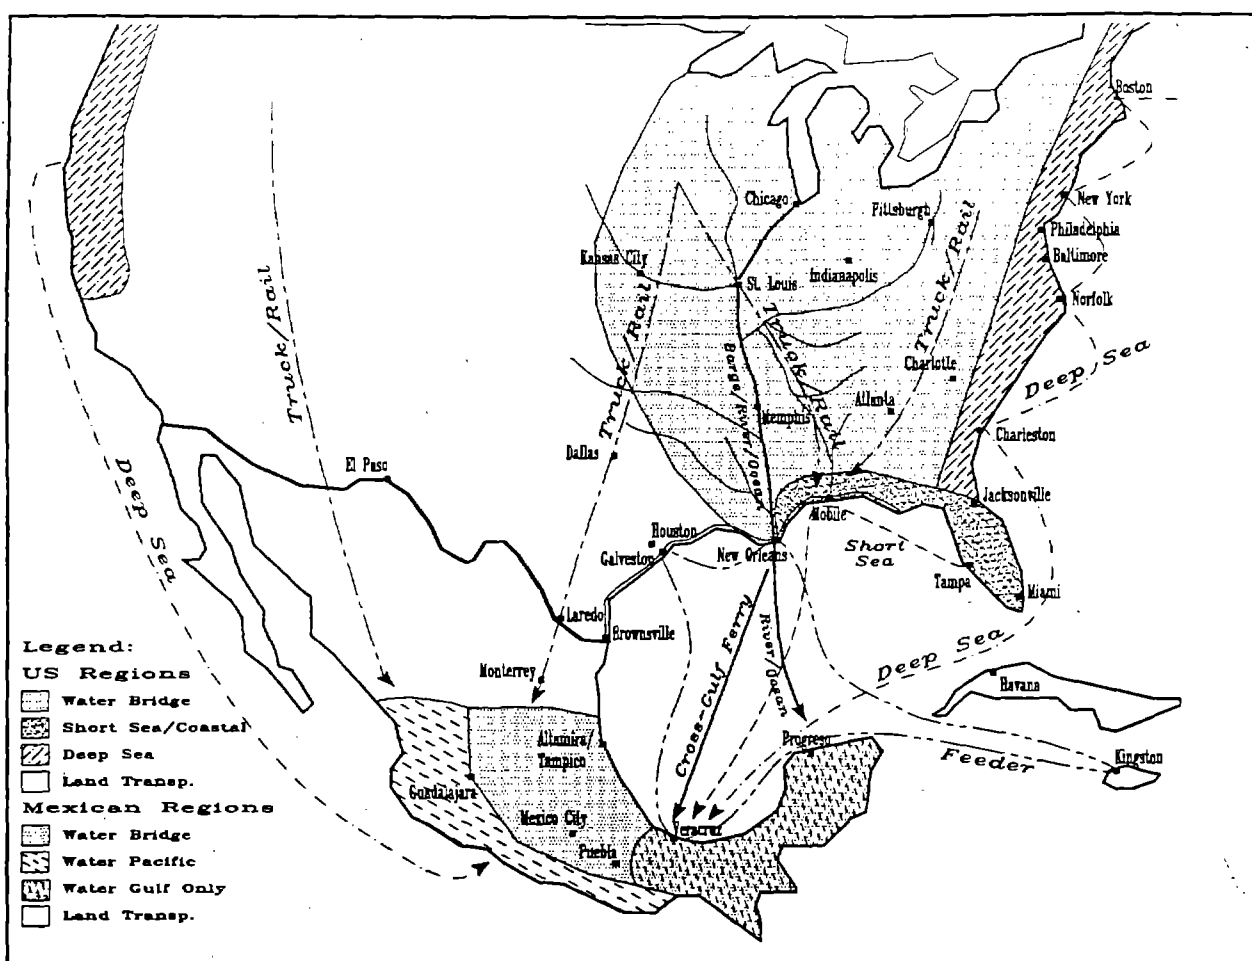 Boston
New York
Philadelphia
Baltimore
Norfolk
Chicago
Pittsburgh
Kansas City
St. Louis
Indianapolis
Truck/Rail
Truck/Rail
Truck/Rail
Truck/Rail
Barge/River/Ocean
Charlotte
Atlanta
Memphis
Deep Sea
Charleston
Dallas
El Paso
Deep Sea
Jacksonville
Mobile
Houston
Galveston
New Orleans
Short
Sea
Tampa
Miami
Laredo
Brownsville
Cross-Gulf Ferry
River/Ocean
Deep Sea
Monterrey
Havana
Altamira/
Tampico
Progreso
Feeder
Kingston
Guadalajara
Mexico City
Veracruz
Puebla
Legend:
US Regions
Water Bridge
Short Sea/Coastal
Deep Sea
Land Transp.
Mexican Regions
Water Bridge
Water Pacific
Water Gulf Only
Land Transp.